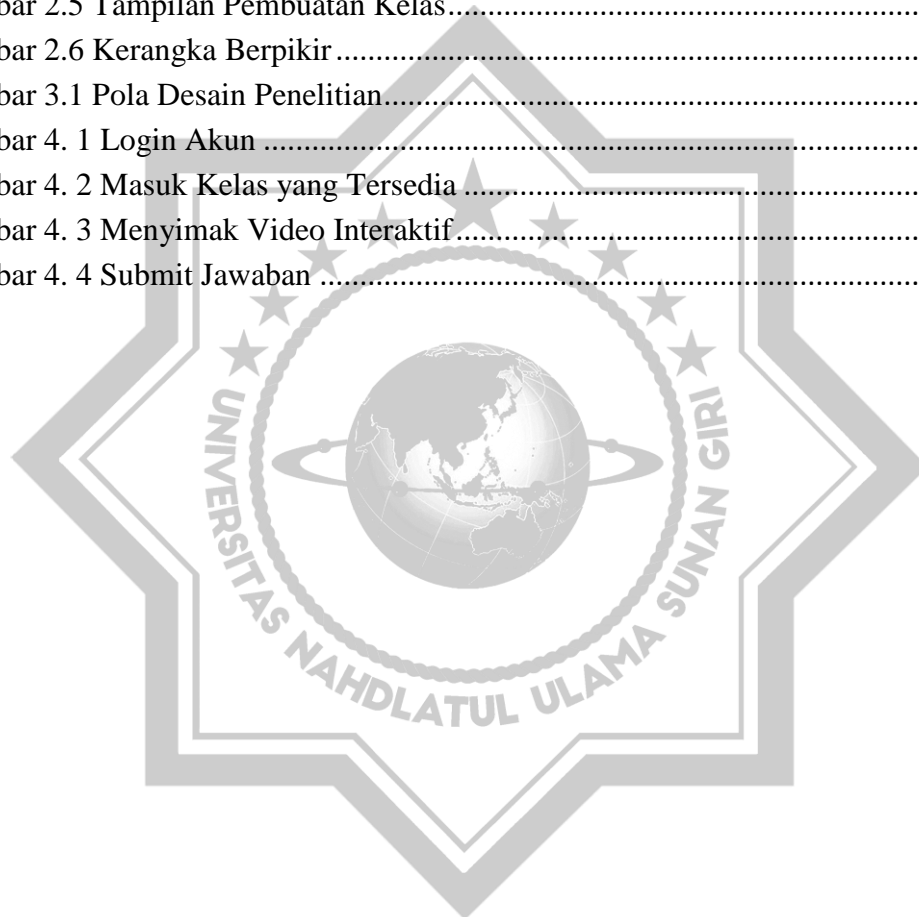 bar 2.5 Tampilan Pembuatan Kelas
bar 2.6 Kerangka Berpikir
bar 3.1 Pola Desain Penelitian
bar 4. 1 Login Akun
bar 4. 2 Masuk Kelas yang Tersedia
bar 4. 3 Menyimak Video Interaktif
bar 4. 4 Submit Jawaban
UNIVERSITAS NAHDLATUL ULAMA SUNAN GIRI